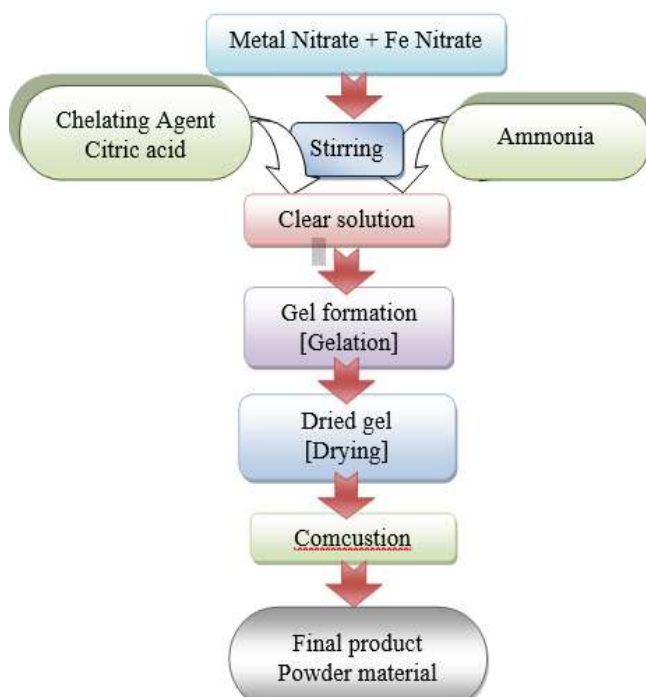 Metal Nitrate + Fe Nitrate
Chelating Agent
Citric acid
Stirring
Ammonia
Clear solution
Gel formation
[Gelation]
Dried gel
[Drying]
Comcustion
Final product
Powder material